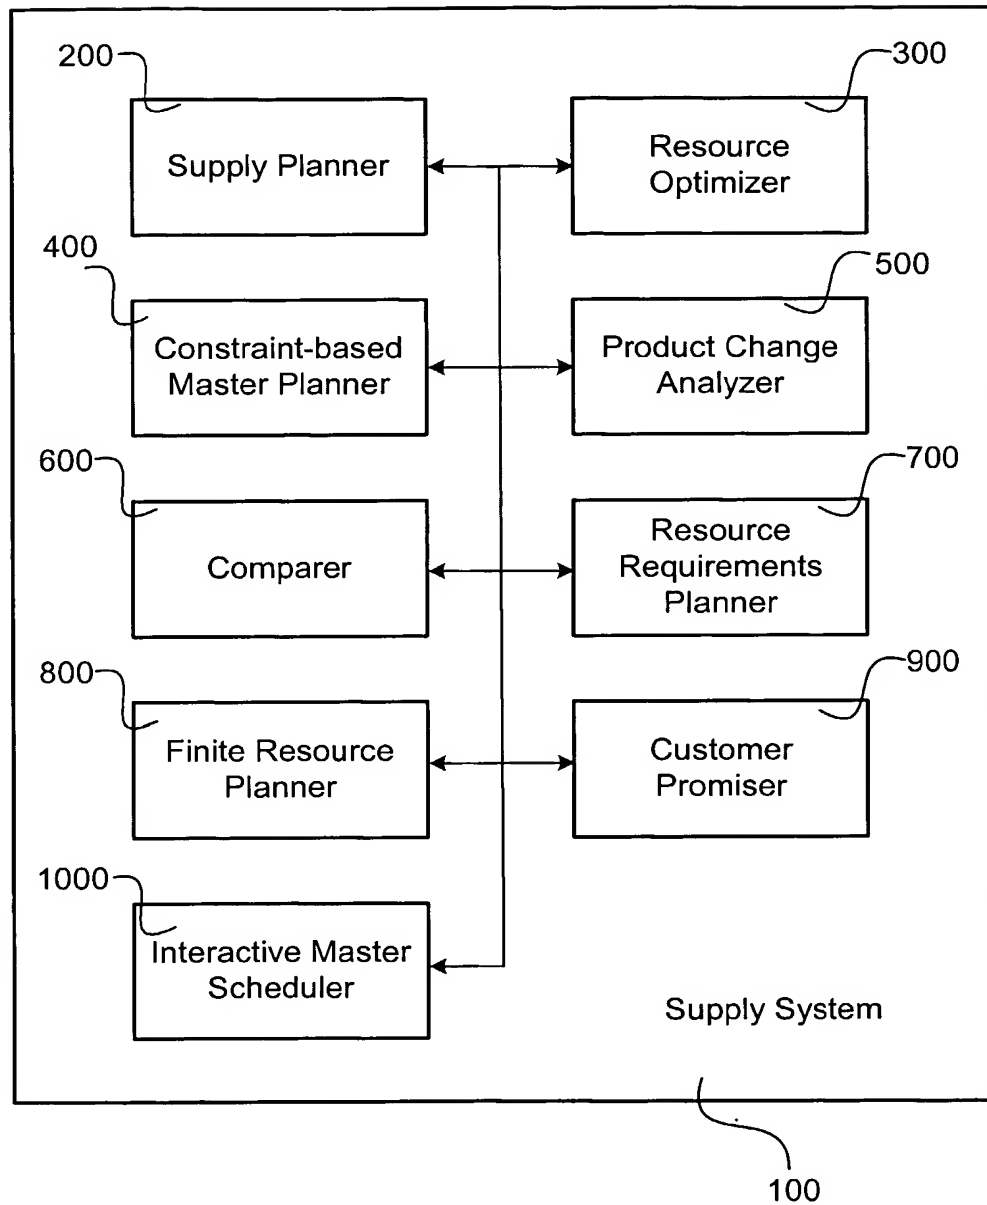 200
300
Supply Planner
Resource
Optimizer
400
500
Constraint-based
Master Planner
Product Change
Analyzer
600
700
Comparer
Resource
Requirements
Planner
800
900
Finite Resource
Planner
Customer
Promiser
1000
Interactive Master
Scheduler
Supply System
100